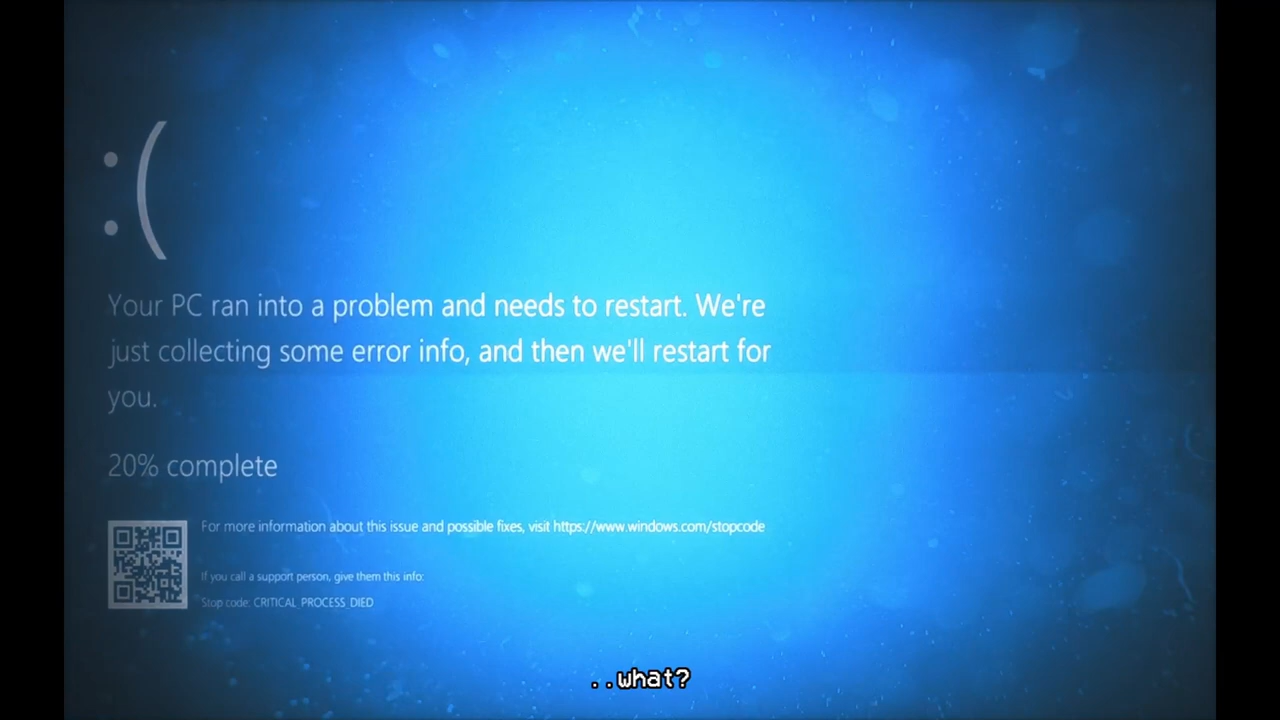 :(
Your PC ran into a problem and needs to restart. We're
just collecting some error info, and then we'll restart for
you.
20% complete
For more information about this issue and possible fixes, visit https://www.windows.com/stopcode
If you call a support person, give them this info:
Stop code: CRITICAL_PROCESS_DIED
..what?